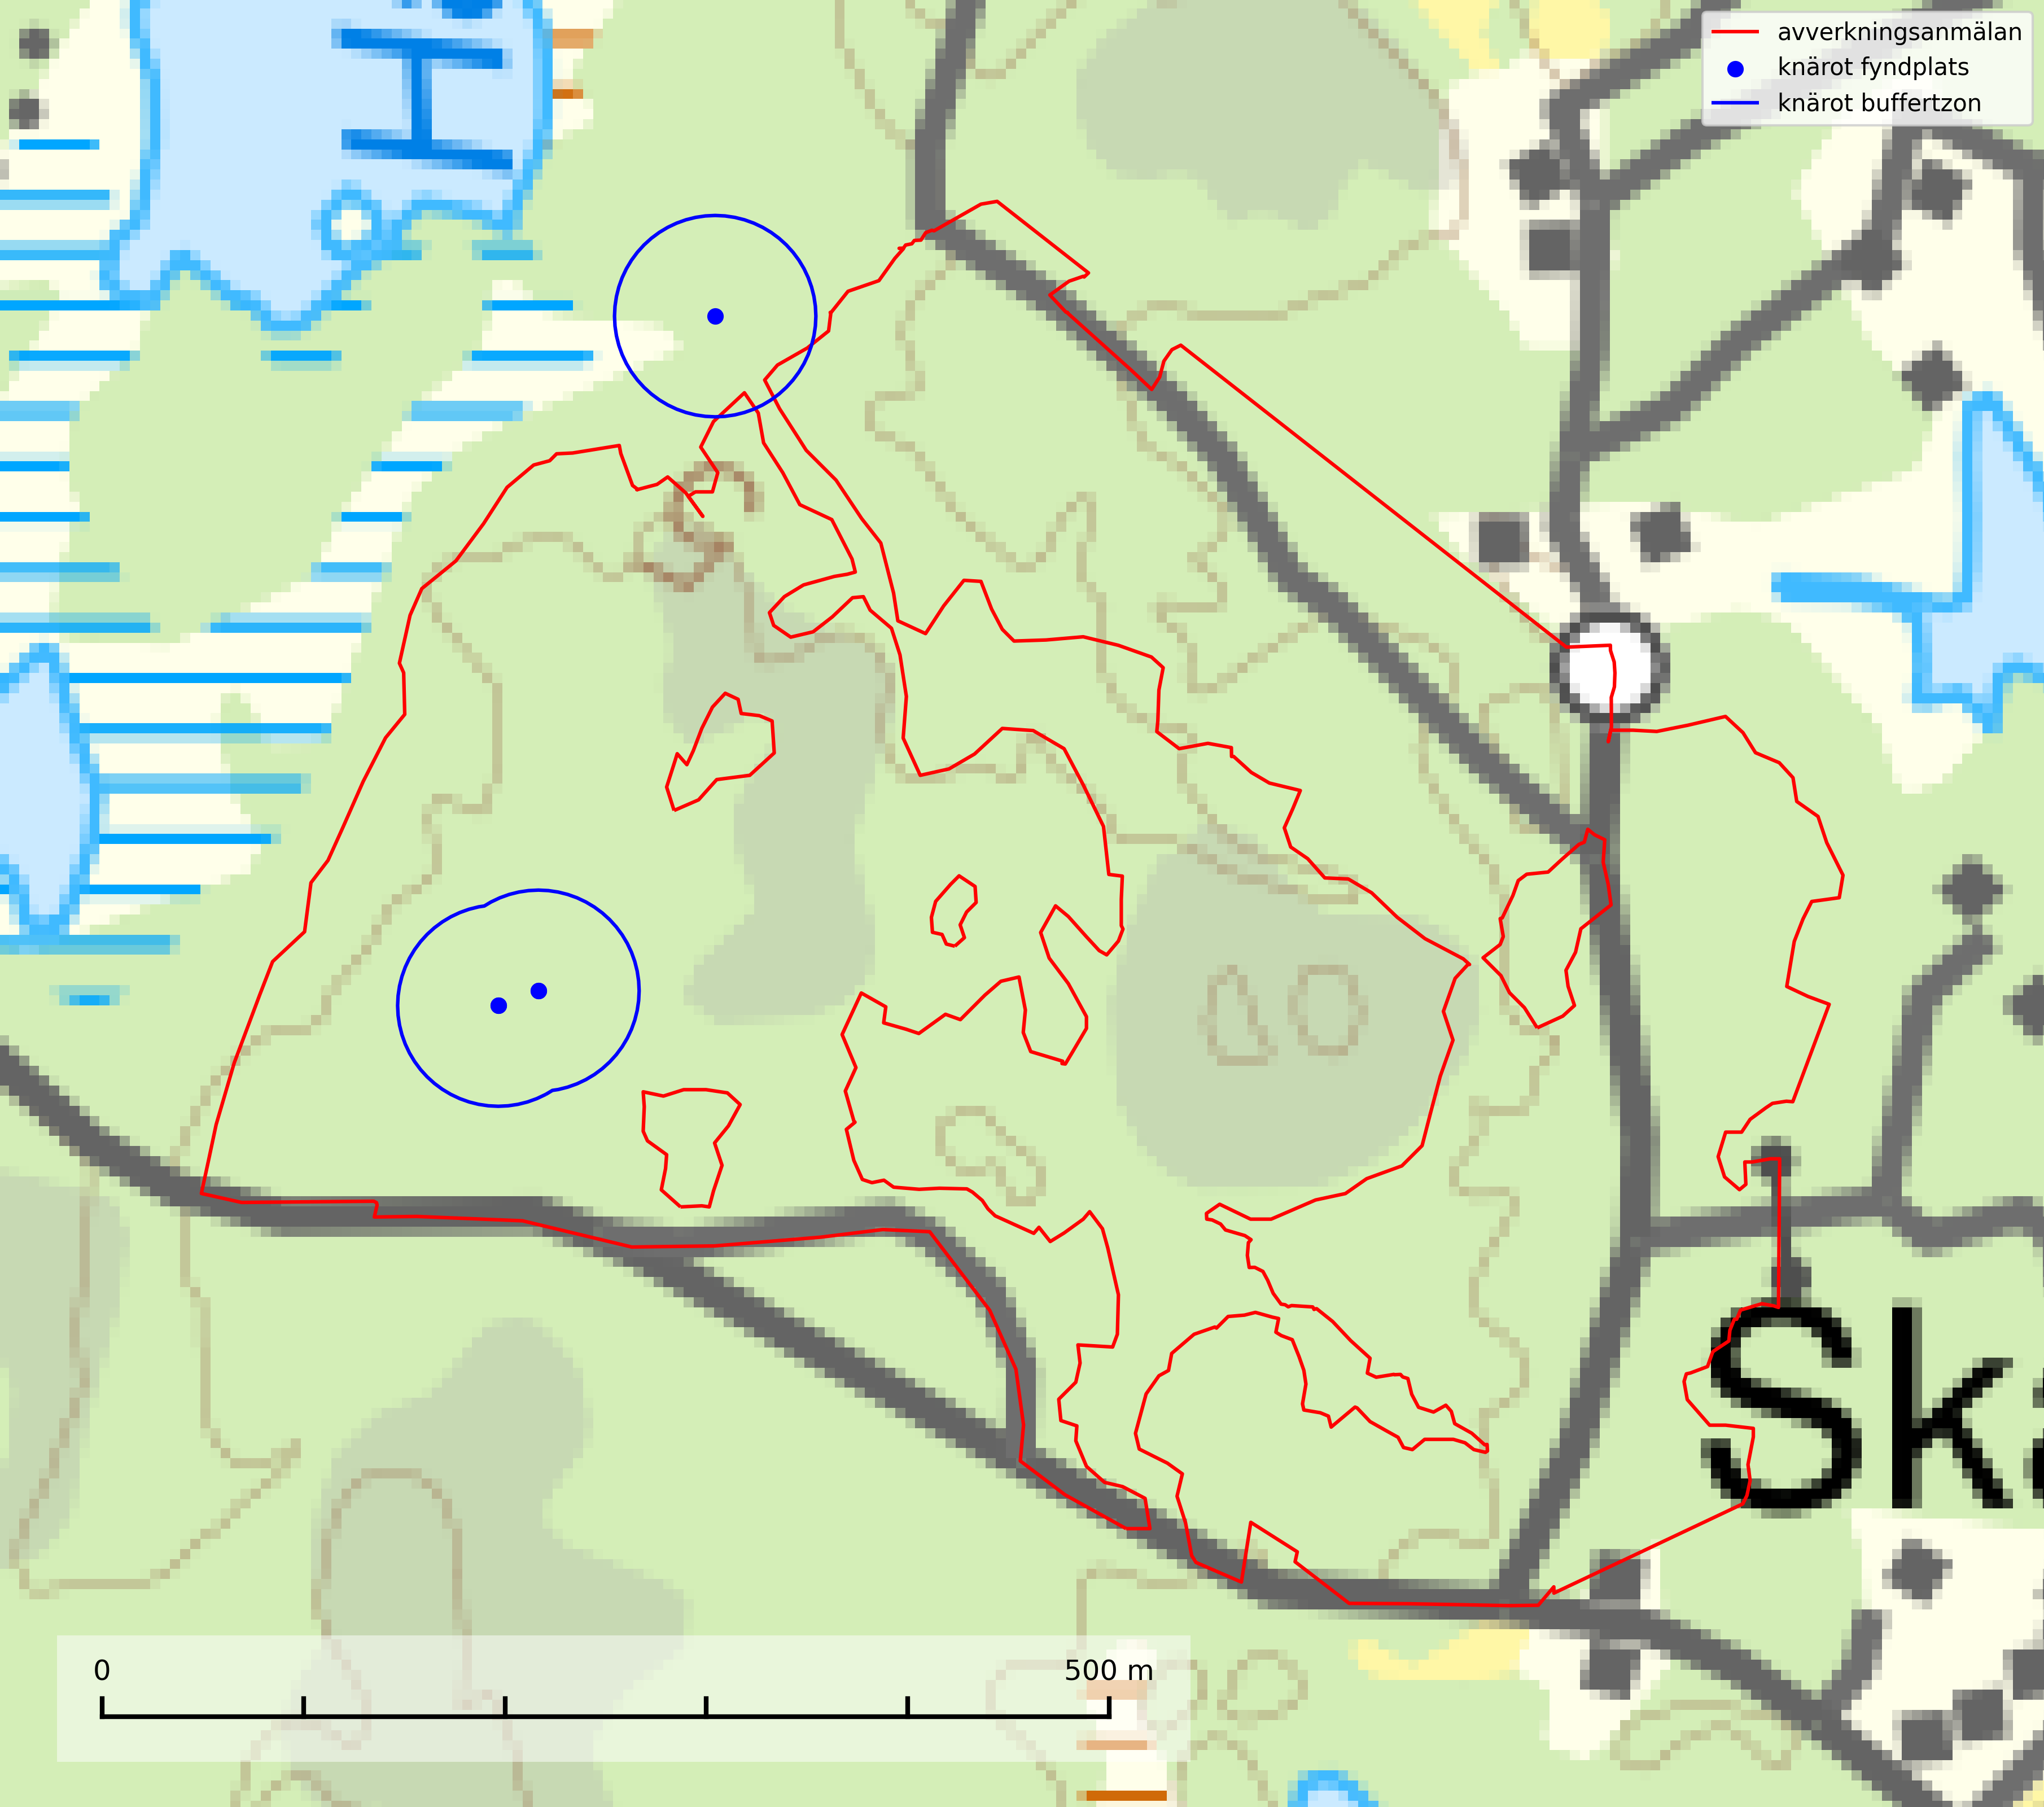 avverkningsanmälan
knärot fyndplats
knärot buffertzon
H
Sk
0 500 m